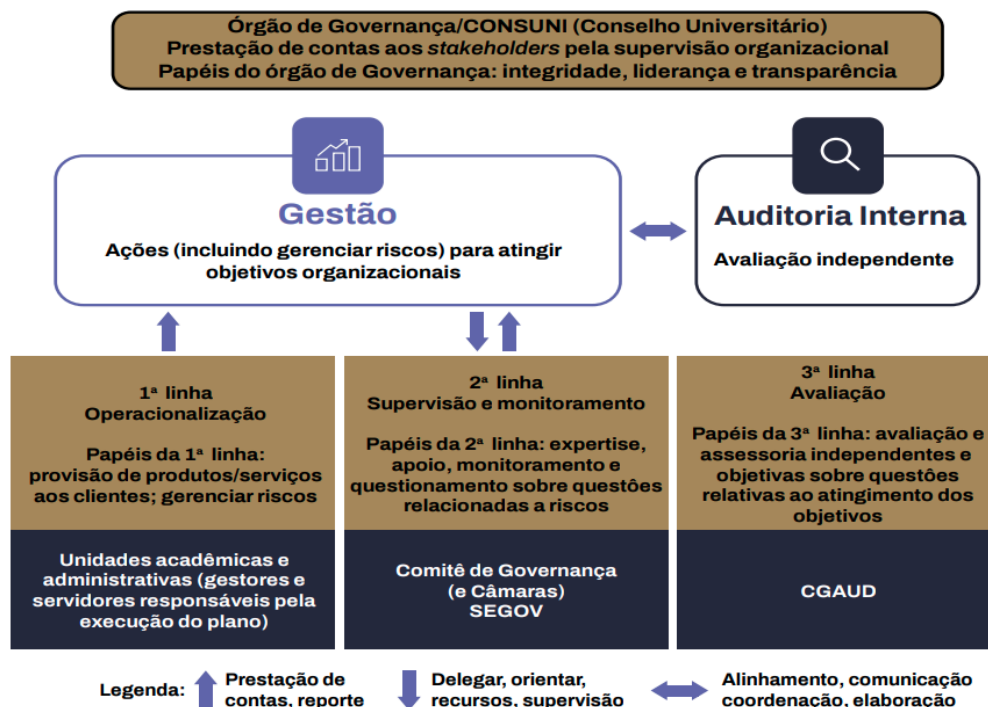 Órgão de Governança/CONSUNI (Conselho Universitário)
Prestação de contas aos stakeholders pela supervisão organizacional
Papéis do órgão de Governança: integridade, liderança e transparência
Gestão
Ações (incluindo gerenciar riscos) para atingir
objetivos organizacionais
Auditoria Interna
Avaliação independente
1ª linha
Operacionalização
Papéis da 1ª linha:
provisão de produtos/serviços
aos clientes; gerenciar riscos
Unidades acadêmicas e
administrativas (gestores e
servidores responsáveis pela
execução do plano)
2ª linha
Supervisão e monitoramento
Papéis da 2ª linha: expertise,
apoio, monitoramento e
questionamento sobre questões
relacionadas a riscos
Comitê de Governança
(e Câmaras)
SEGOV
3ª linha
Avaliação
Papéis da 3ª linha: avaliação e
assessoria independentes e
objetivas sobre questões
relativas ao atingimento dos
objetivos
CGAUD
Legenda:
Prestação de
contas, reporte
Delegar, orientar,
recursos, supervisão
Alinhamento, comunicação
coordenação, elaboração